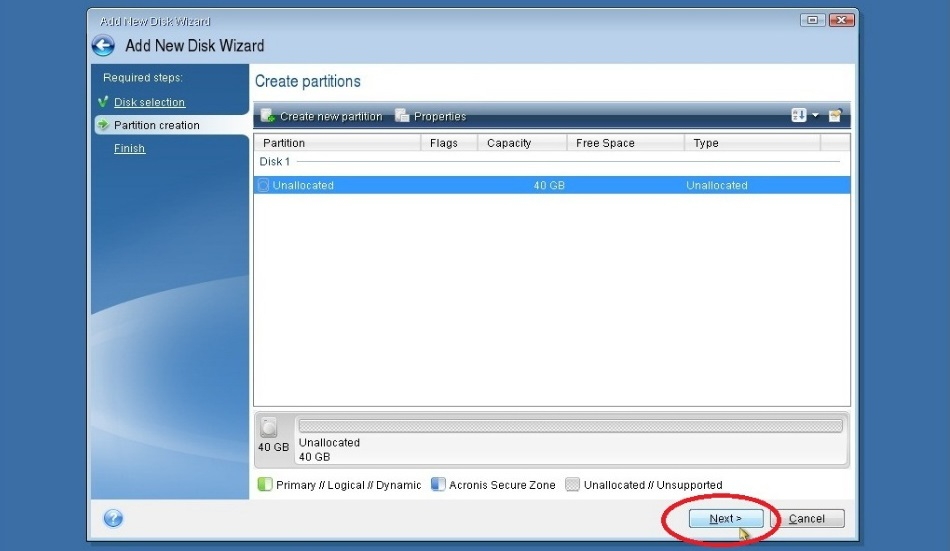 Add New Disk Wizard
Add New Disk Wizard
Required steps:
Disk selection
Partition creation
Finish
Create partitions
Create new partition Properties
Partition Flags Capacity Free Space Type
Disk 1
Unallocated 40 GB Unallocated
40 GB
Unallocated
40 GB
Primary // Logical // Dynamic Acronis Secure Zone Unallocated // Unsupported
Next > Cancel